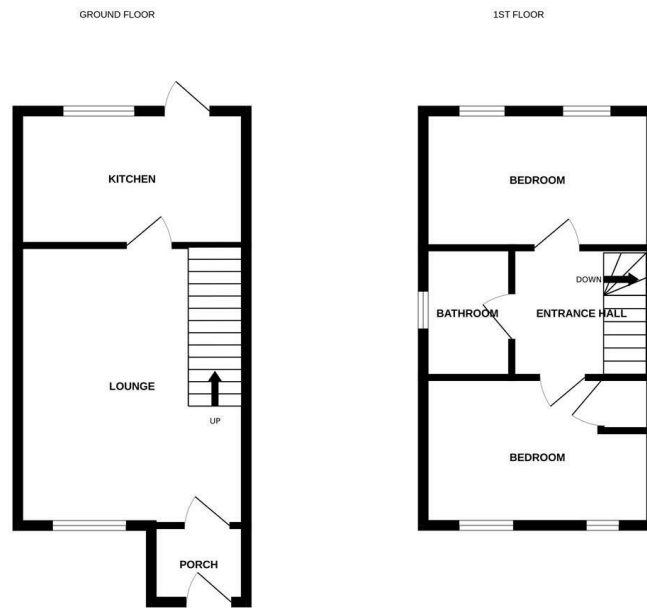 GROUND FLOOR
KITCHEN
LOUNGE
UP
PORCH
1ST FLOOR
BEDROOM
DOWN
BATHROOM
ENTRANCE HALL
BEDROOM